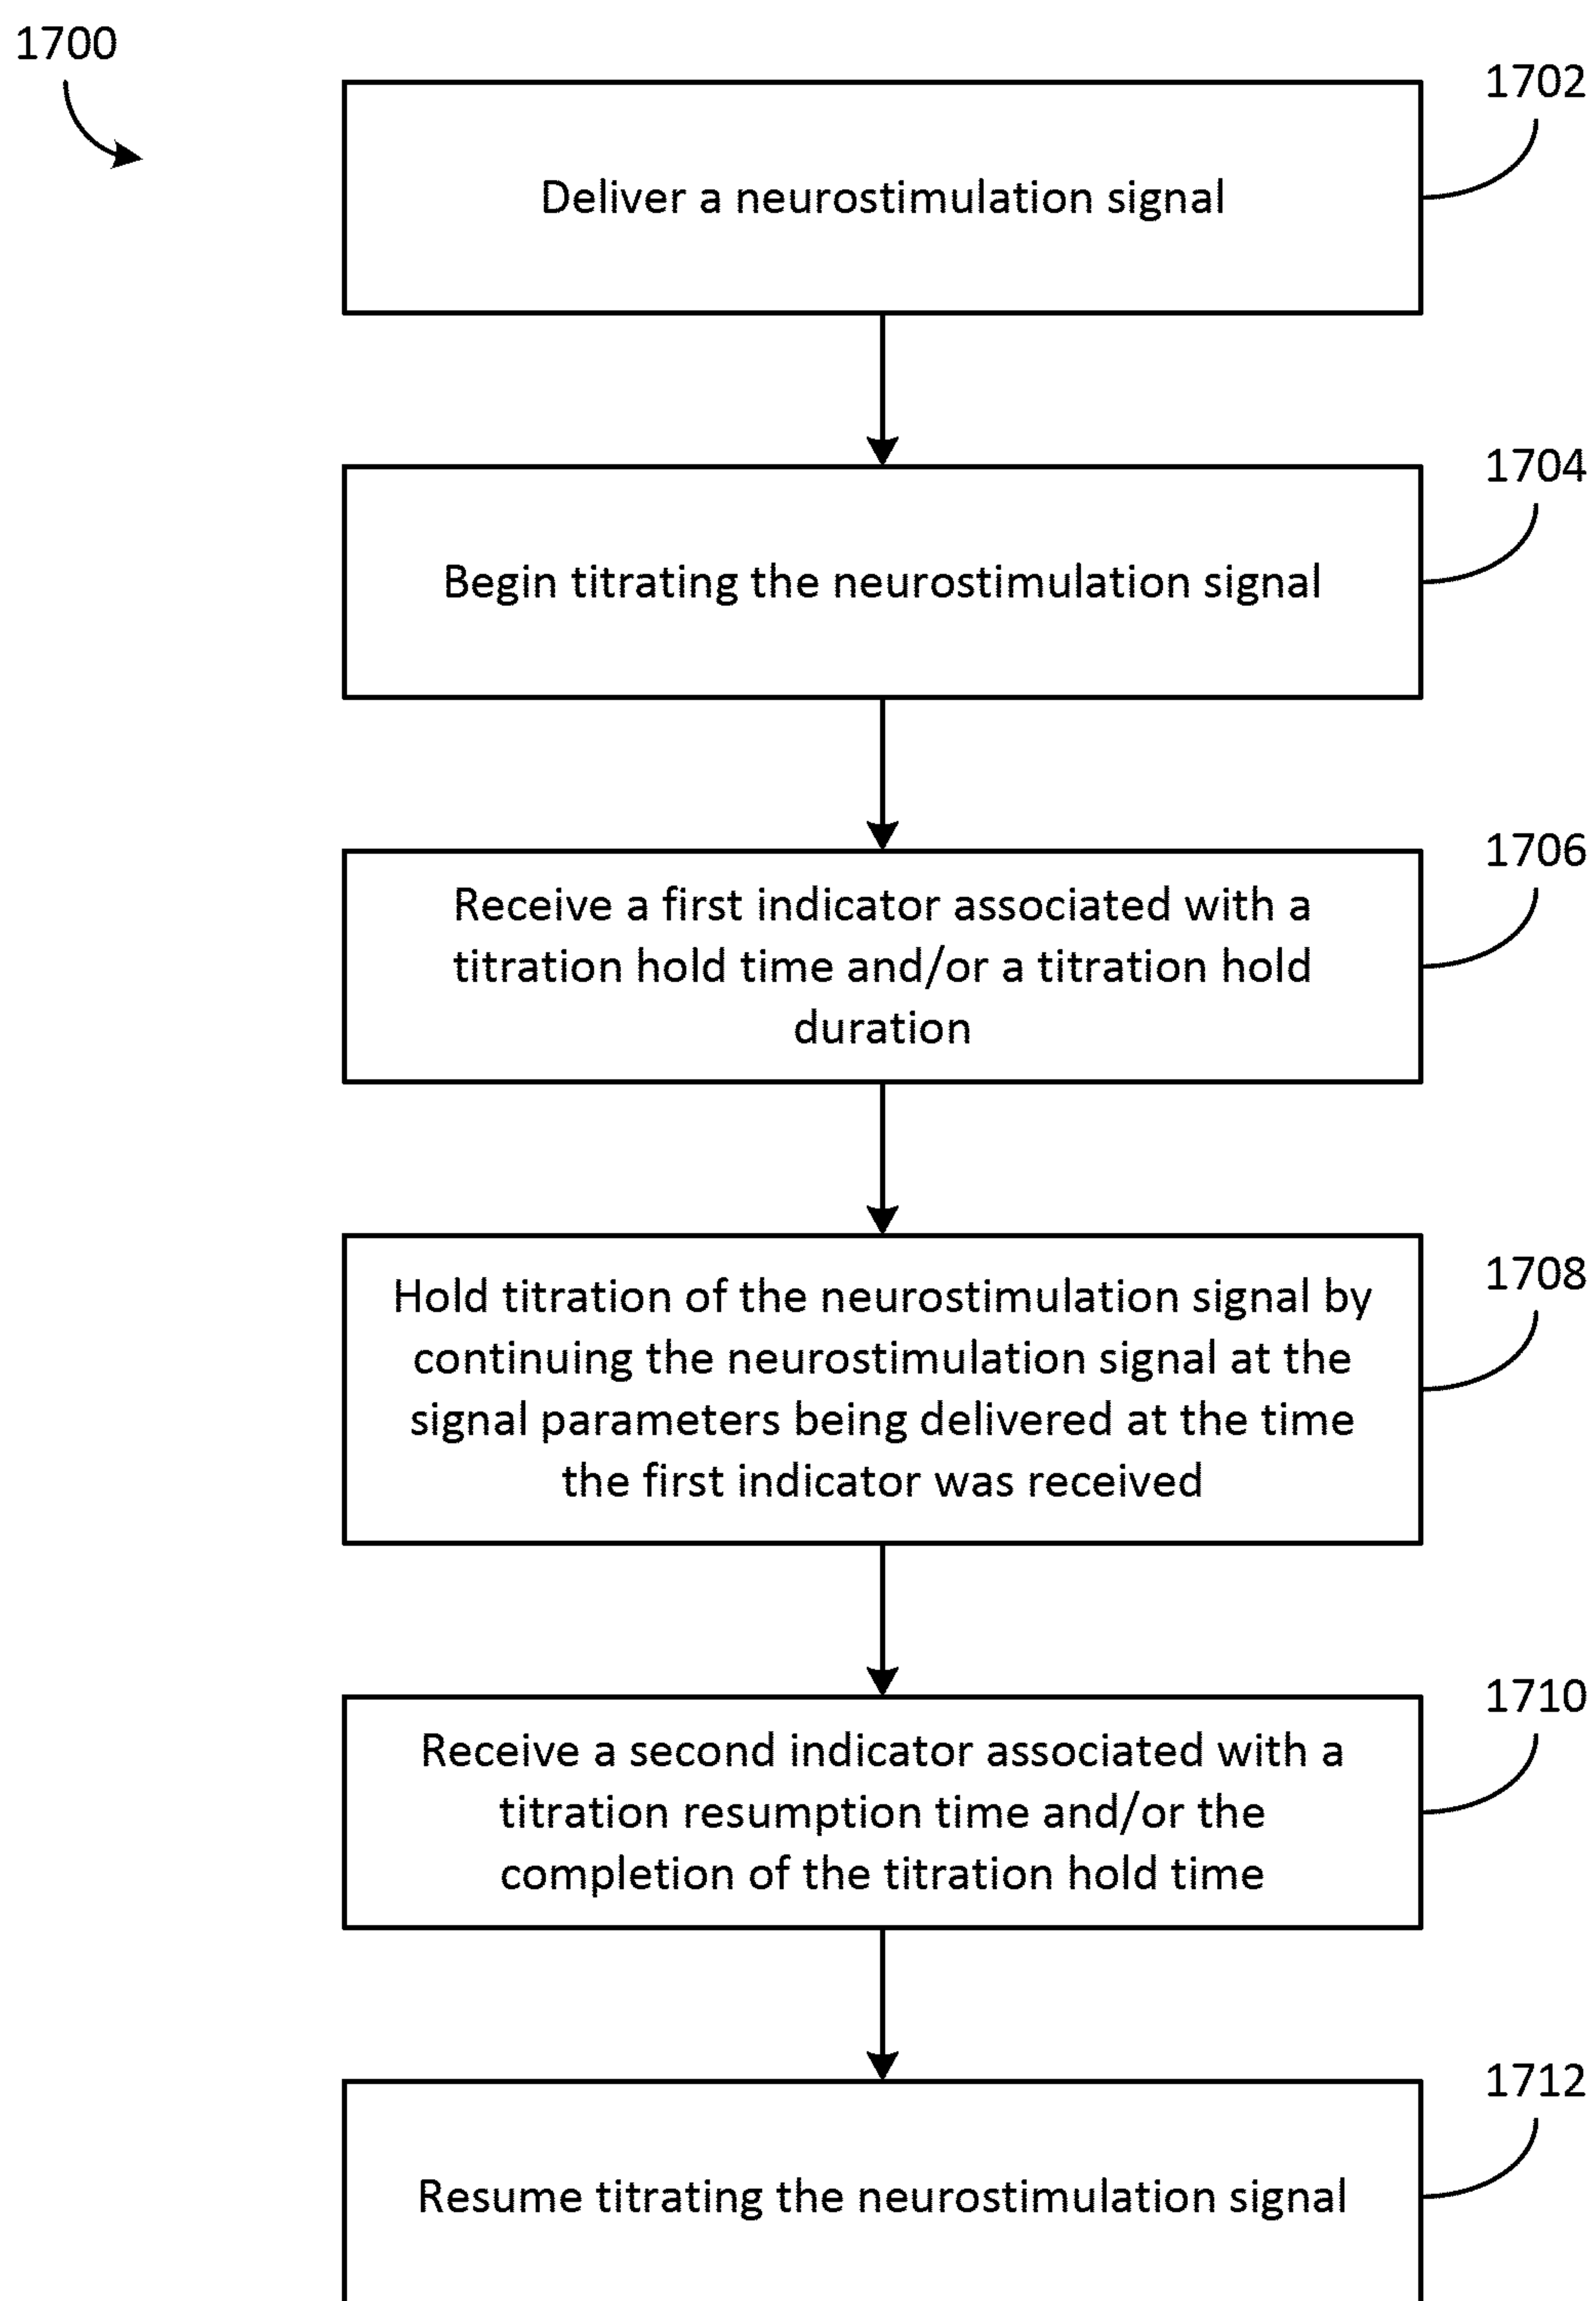 1700
1702
Deliver a neurostimulation signal
1704
Begin titrating the neurostimulation signal
1706
Receive a first indicator associated with a
titration hold time and/or a titration hold
duration
1708
Hold titration of the neurostimulation signal by
continuing the neurostimulation signal at the
signal parameters being delivered at the time
the first indicator was received
1710
Receive a second indicator associated with a
titration resumption time and/or the
completion of the titration hold time
1712
Resume titrating the neurostimulation signal